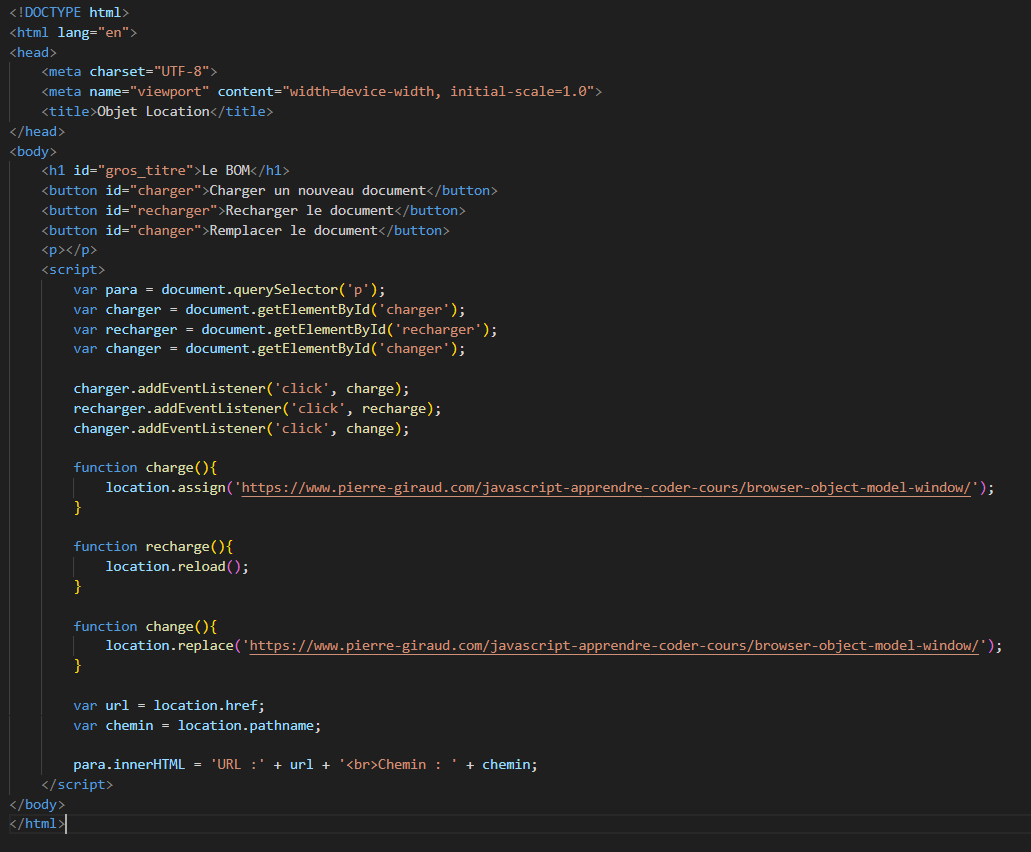 <!DOCTYPE html>
<html lang="en">
<head>
    <meta charset="UTF-8">
    <meta name="viewport" content="width=device-width, initial-scale=1.0">
    <title>Objet Location</title>
</head>
<body>
    <h1 id="gros_titre">Le BOM</h1>
    <button id="charger">Charger un nouveau document</button>
    <button id="recharger">Recharger le document</button>
    <button id="changer">Remplacer le document</button>
    <p></p>
    <script>
        var para = document.querySelector('p');
        var charger = document.getElementById('charger');
        var recharger = document.getElementById('recharger');
        var changer = document.getElementById('changer');

        charger.addEventListener('click', charge);
        recharger.addEventListener('click', recharge);
        changer.addEventListener('click', change);

        function charge(){
            location.assign('https://www.pierre-giraud.com/javascript-apprendre-coder-cours/browser-object-model-window/');
        }

        function recharge(){
            location.reload();
        }

        function change(){
            location.replace('https://www.pierre-giraud.com/javascript-apprendre-coder-cours/browser-object-model-window/');
        }

        var url = location.href;
        var chemin = location.pathname;

        para.innerHTML = 'URL :' + url + '<br>Chemin : ' + chemin;
    </script>
</body>
</html>